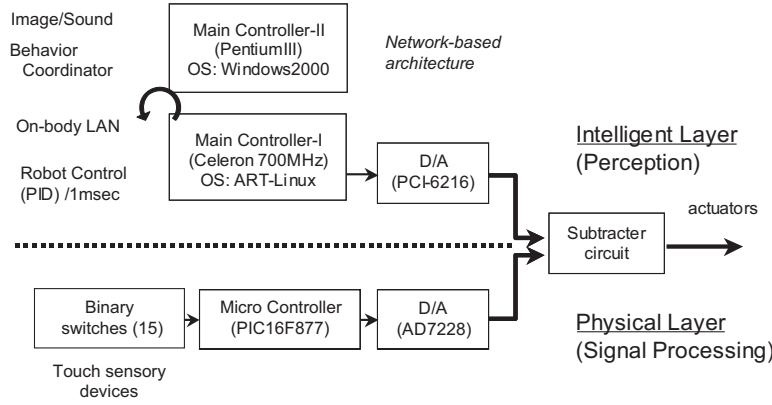 Image/Sound
Behavior
Coordinator
Main Controller-II
(PentiumIII)
OS: Windows2000
Network-based
architecture
On-body LAN
Robot Control
(PID) /1msec
Main Controller-I
(Celeron 700MHz)
OS: ART-Linux
D/A
(PCI-6216)
Intelligent Layer
(Perception)
Subtracter
circuit
actuators
Binary
switches (15)
Micro Controller
(PIC16F877)
D/A
(AD7228)
Physical Layer
(Signal Processing)
Touch sensory
devices